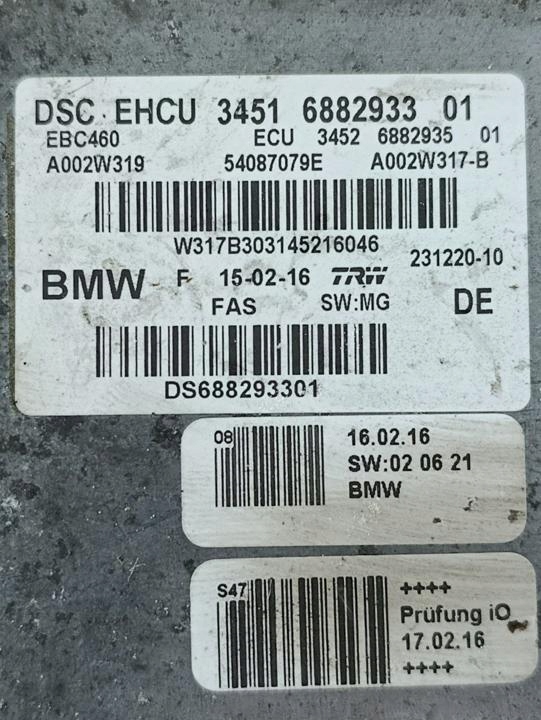 DSC EHCU 3451 6882933 01
EBC460 ECU 3452 6882935 01
A002W319 54087079E A002W317-B
W317B303145216046
BMW F 15-02-16 TRW 231220-10
FAS SW:MG DE
DS688293301
08 16.02.16
SW:02 06 21
BMW
S47 ++++
Prüfung iO
17.02.16
++++